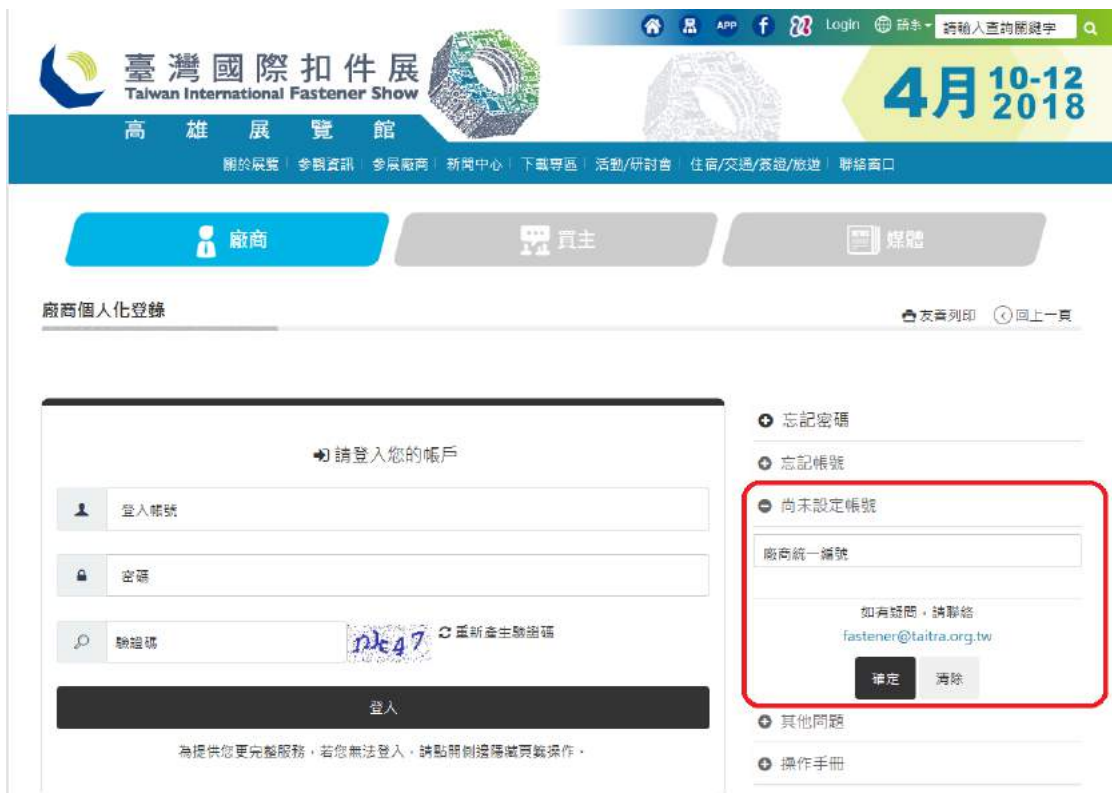 APP f Login 語系 請輸入查詢關鍵字
臺灣國際扣件展
Taiwan International Fastener Show
4月 10-12 2018
高雄展覽館
關於展覽 參觀資訊 參展廠商 新聞中心 下載專區 活動/研討會 住宿/交通/簽證/旅遊 聯絡窗口
廠商 買主 媒體
廠商個人化登錄
友善列印 回上一頁
請登入您的帳戶
登入帳號
密碼
驗證碼 重新產生驗證碼
登入
為提供您更完整服務，若您無法登入，請點開側邊隱藏頁籤操作。
忘記密碼
忘記帳號
尚未設定帳號
廠商統一編號
如有疑問，請聯絡
fastener@taitra.org.tw
確定 清除
其他問題
操作手冊